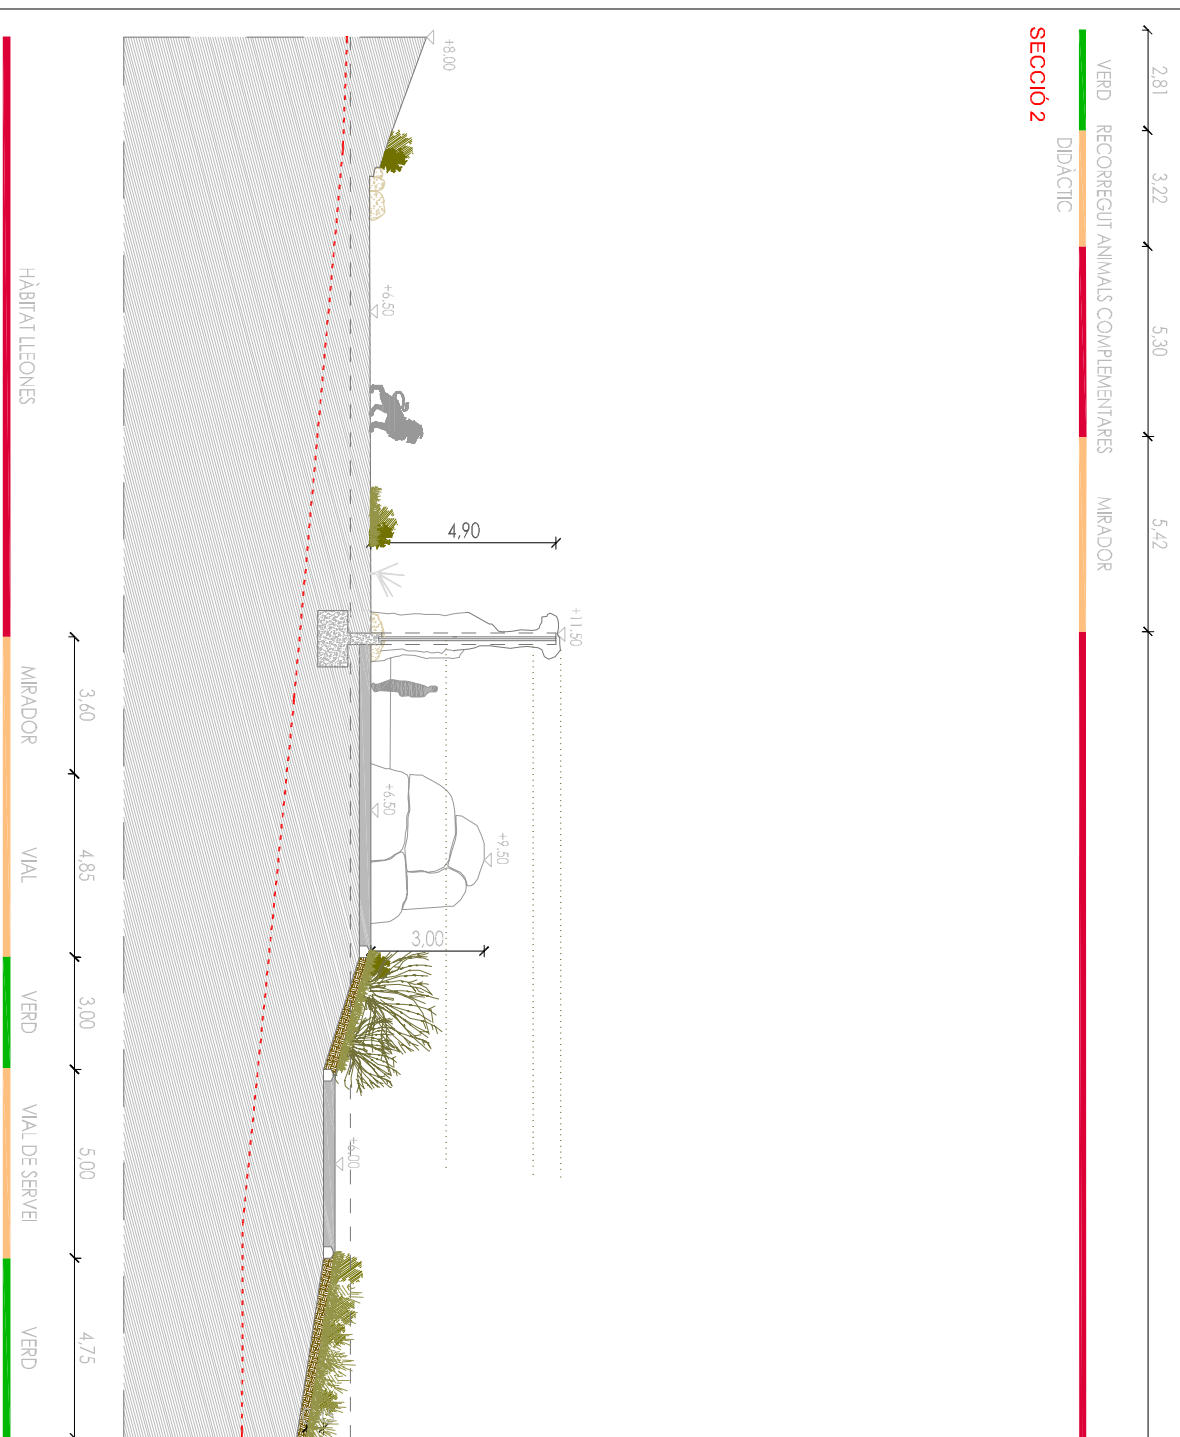 2,81
3,22
5,30
5,42
VERD
RECORREGUT ANIMALS COMPLEMENTARES
MIRADOR
DIDÀCTIC
SECCIÓ 2
+11,50
+9,50
4,90
+8,00
3,00
+6,50
+6,50
+6,00
3,60
4,85
3,00
5,00
4,75
HÀBITAT LLEONES
MIRADOR
VIAL
VERD
VIAL DE SERVEI
VERD